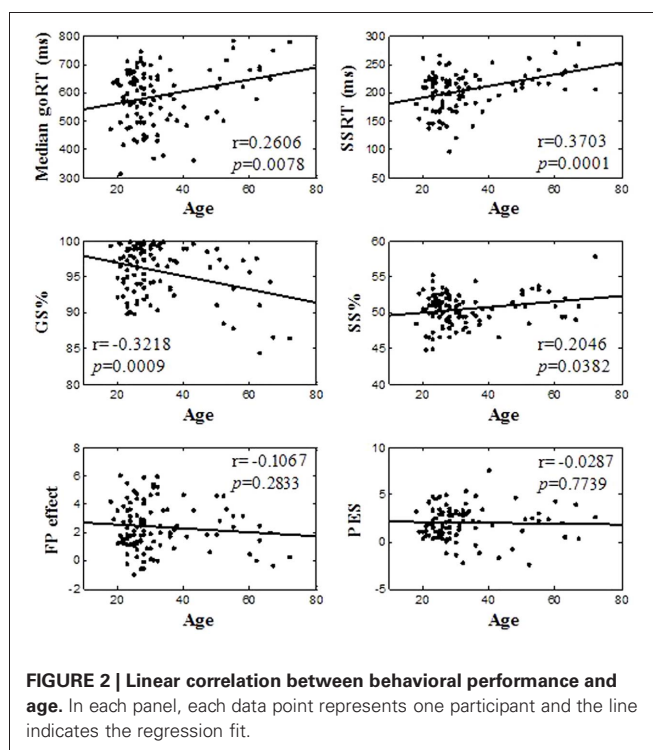 800
700
600
500
400
300
Median goRT (ms)
20 40 60 80
Age
r=0.2606
p=0.0078
300
250
200
150
100
50
SSRT (ms)
20 40 60 80
Age
r=0.3703
p=0.0001
100
95
90
85
80
GS%
20 40 60 80
Age
r= -0.3218
p=0.0009
60
55
50
45
40
SS%
20 40 60 80
Age
r=0.2046
p=0.0382
8
6
4
2
0
-2
FP effect
20 40 60 80
Age
r= -0.1067
p=0.2833
10
5
0
-5
PES
20 40 60 80
Age
r= -0.0287
p=0.7739
FIGURE 2 | Linear correlation between behavioral performance and
age. In each panel, each data point represents one participant and the line
indicates the regression fit.